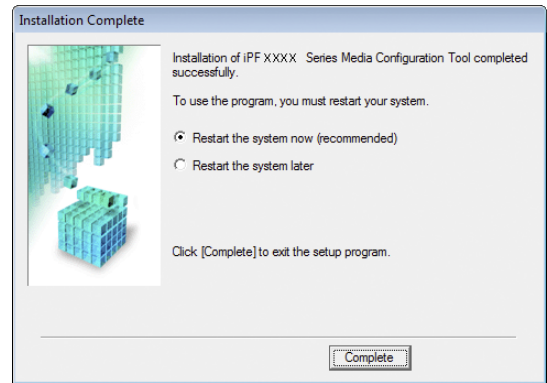 Installation Complete
Installation of iPF XXXX Series Media Configuration Tool completed
successfully.
To use the program, you must restart your system.
Restart the system now (recommended)
Restart the system later
Click [Complete] to exit the setup program.
Complete